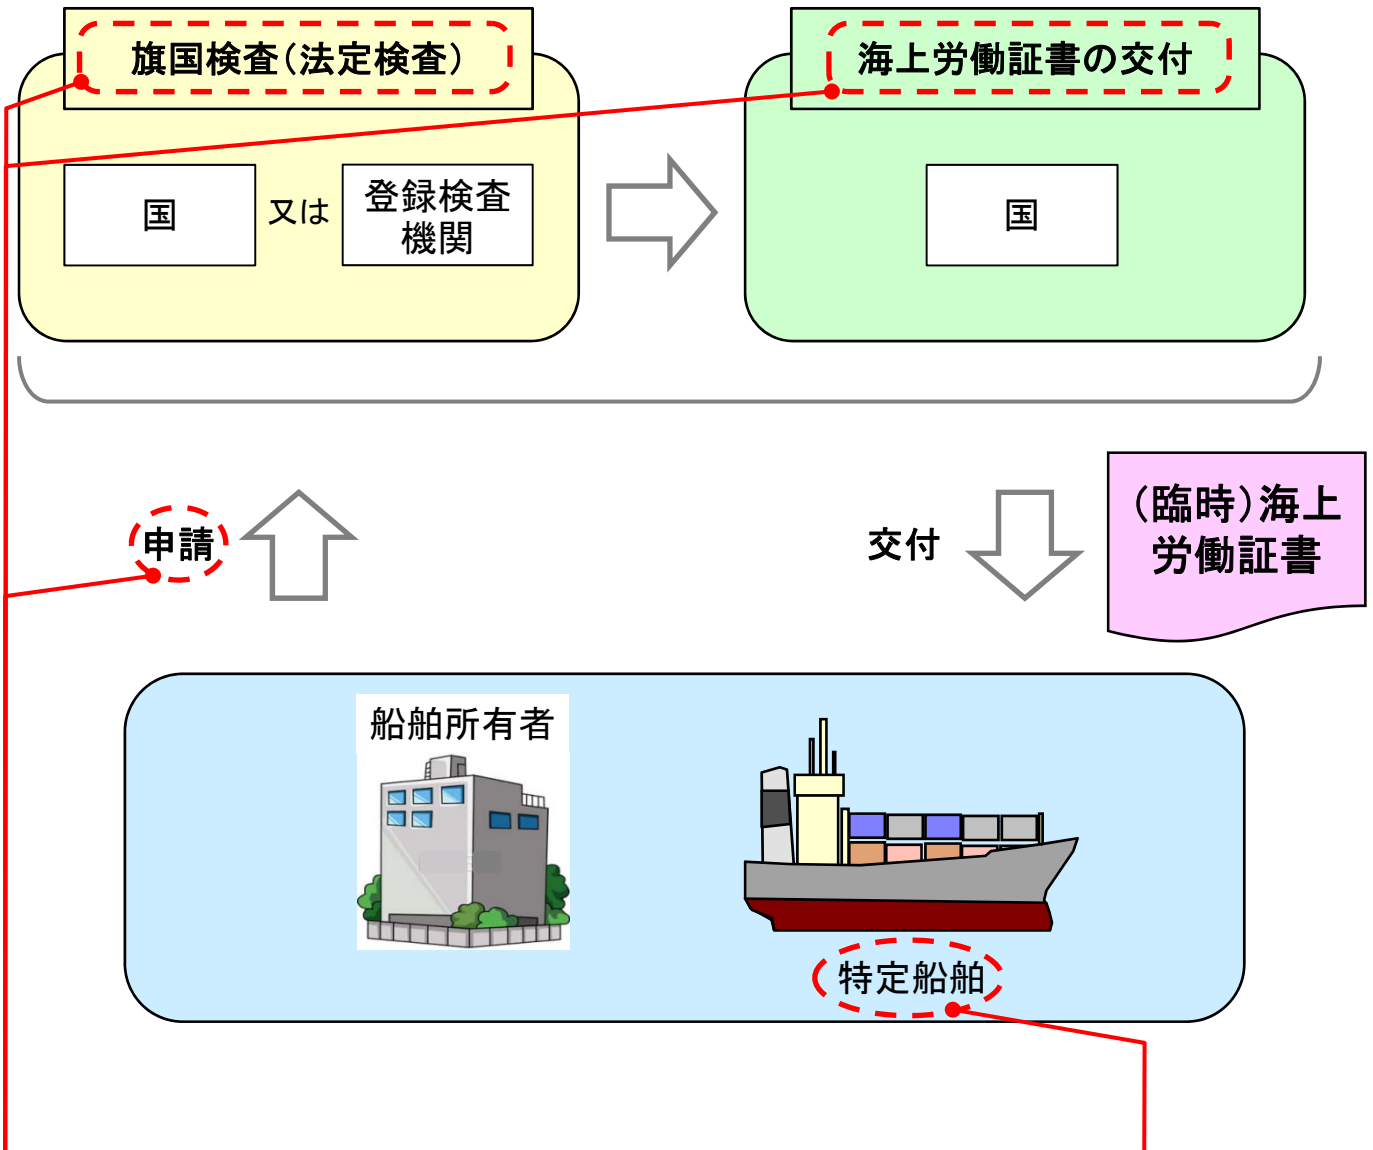 旗国検査（法定検査）
海上労働証書の交付
国
又は
登録検査
機関
国
申請
交付
（臨時）海上
労働証書
船舶所有者
特定船舶